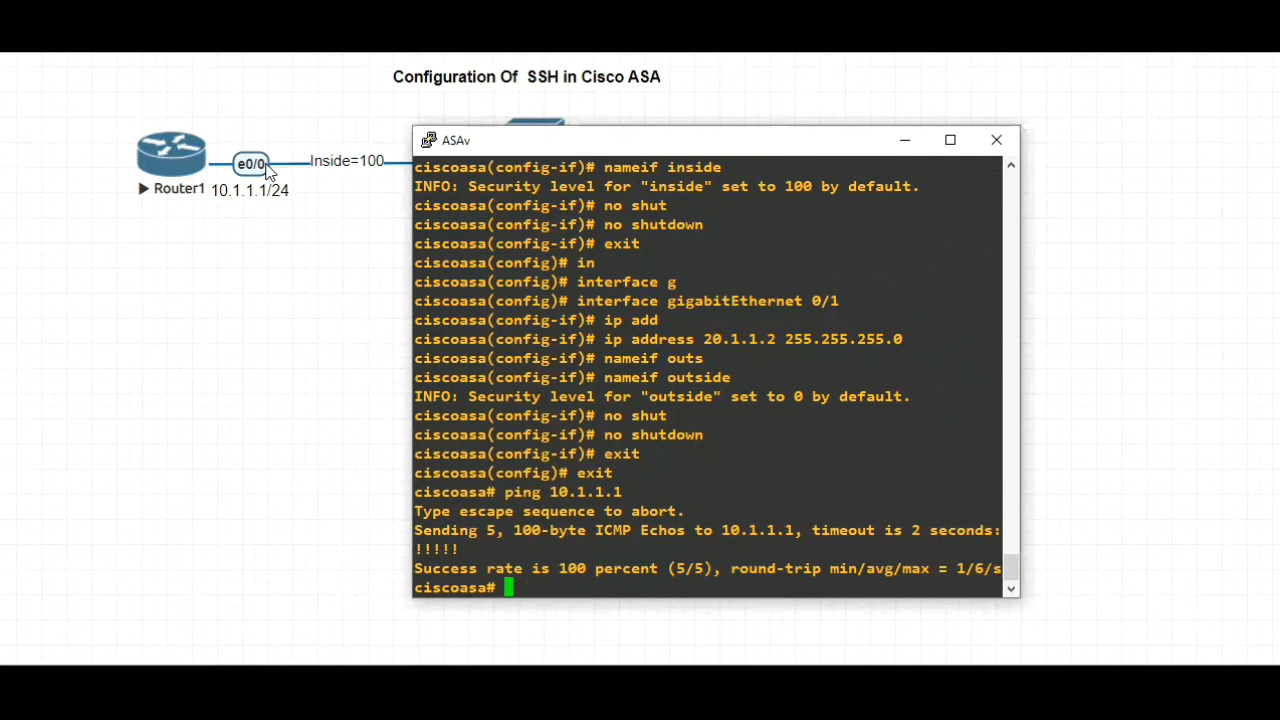 Configuration Of  SSH in Cisco ASA
e0/0
Inside=100
Router1
10.1.1.1/24
ASAv
ciscoasa(config-if)# nameif inside
INFO: Security level for "inside" set to 100 by default.
ciscoasa(config-if)# no shut
ciscoasa(config-if)# no shutdown
ciscoasa(config-if)# exit
ciscoasa(config)# in
ciscoasa(config)# interface g
ciscoasa(config)# interface gigabitEthernet 0/1
ciscoasa(config-if)# ip add
ciscoasa(config-if)# ip address 20.1.1.2 255.255.255.0
ciscoasa(config-if)# nameif outs
ciscoasa(config-if)# nameif outside
INFO: Security level for "outside" set to 0 by default.
ciscoasa(config-if)# no shut
ciscoasa(config-if)# no shutdown
ciscoasa(config-if)# exit
ciscoasa(config)# exit
ciscoasa# ping 10.1.1.1
Type escape sequence to abort.
Sending 5, 100-byte ICMP Echos to 10.1.1.1, timeout is 2 seconds:
!!!!!
Success rate is 100 percent (5/5), round-trip min/avg/max = 1/6/s
ciscoasa#